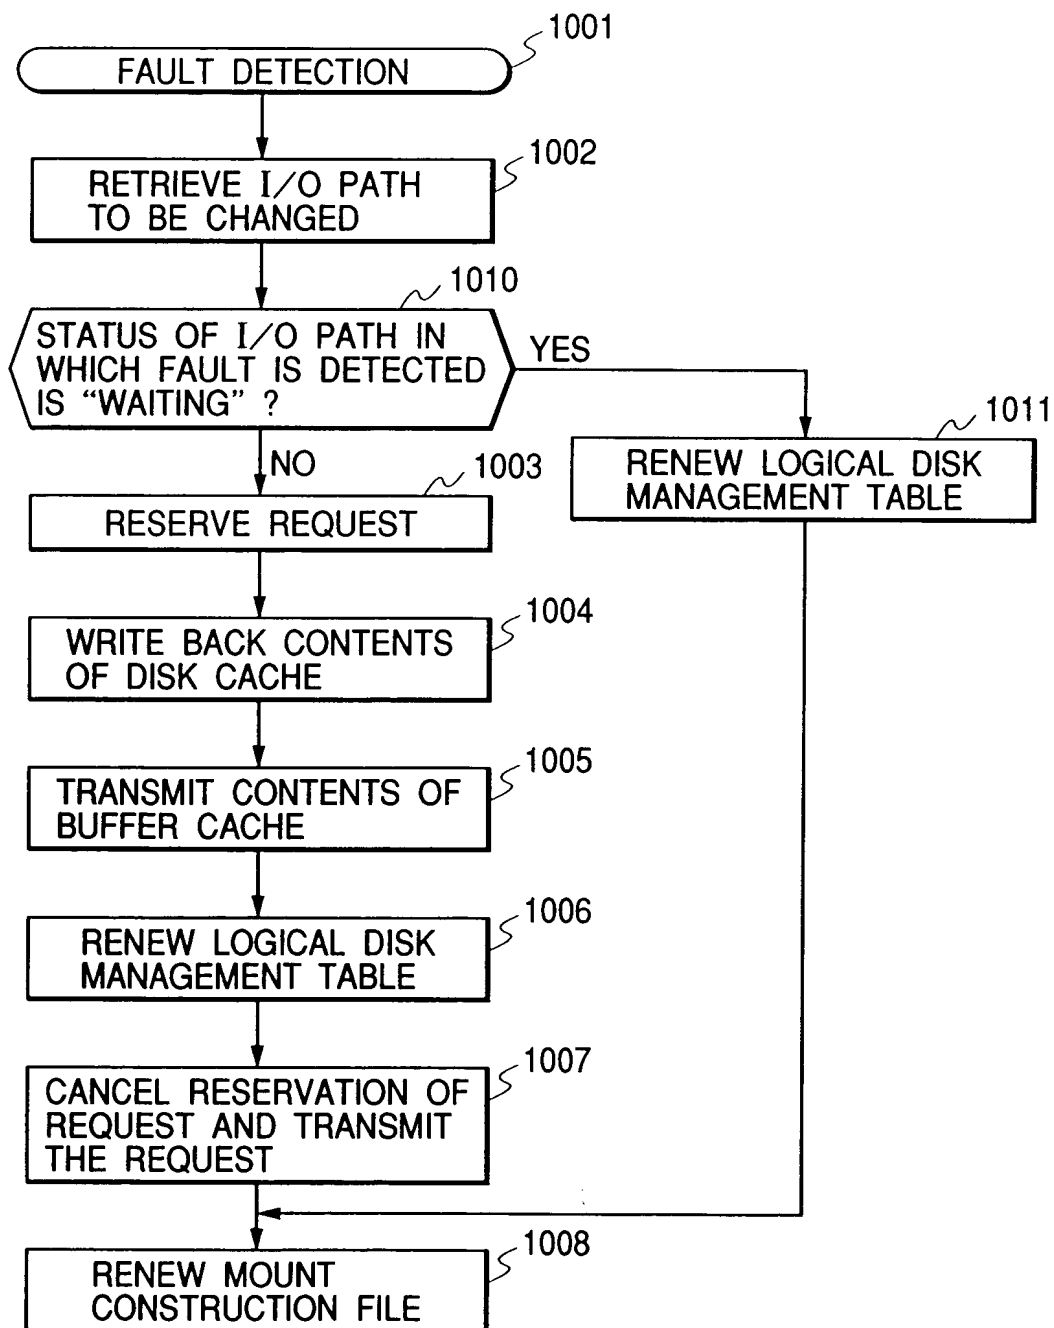 1001
FAULT DETECTION
1002
RETRIEVE I/O PATH
TO BE CHANGED
1010
STATUS OF I/O PATH IN
WHICH FAULT IS DETECTED
IS “WAITING” ?
YES
1011
RENEW LOGICAL DISK
MANAGEMENT TABLE
NO
1003
RESERVE REQUEST
1004
WRITE BACK CONTENTS
OF DISK CACHE
1005
TRANSMIT CONTENTS OF
BUFFER CACHE
1006
RENEW LOGICAL DISK
MANAGEMENT TABLE
1007
CANCEL RESERVATION OF
REQUEST AND TRANSMIT
THE REQUEST
1008
RENEW MOUNT
CONSTRUCTION FILE